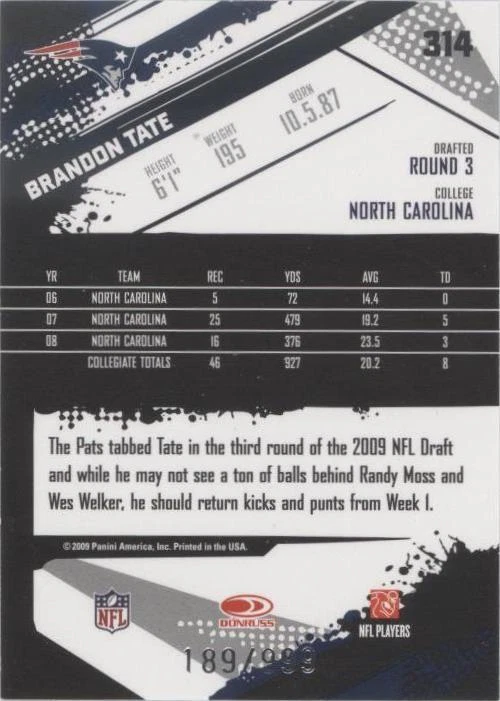 314
BRANDON TATE
HEIGHT WEIGHT BORN
6'1" 195 10.5.87
DRAFTED
ROUND 3
COLLEGE
NORTH CAROLINA
YR TEAM REC YDS AVG TD
06 NORTH CAROLINA 5 72 14.4 0
07 NORTH CAROLINA 25 479 19.2 5
08 NORTH CAROLINA 16 376 23.5 3
COLLEGIATE TOTALS 46 927 20.2 8
The Pats tabbed Tate in the third round of the 2009 NFL Draft
and while he may not see a ton of balls behind Randy Moss and
Wes Welker, he should return kicks and punts from Week 1.
© 2009 Panini America, Inc. Printed in the USA.
NFL DONRUSS NFL PLAYERS
189/999